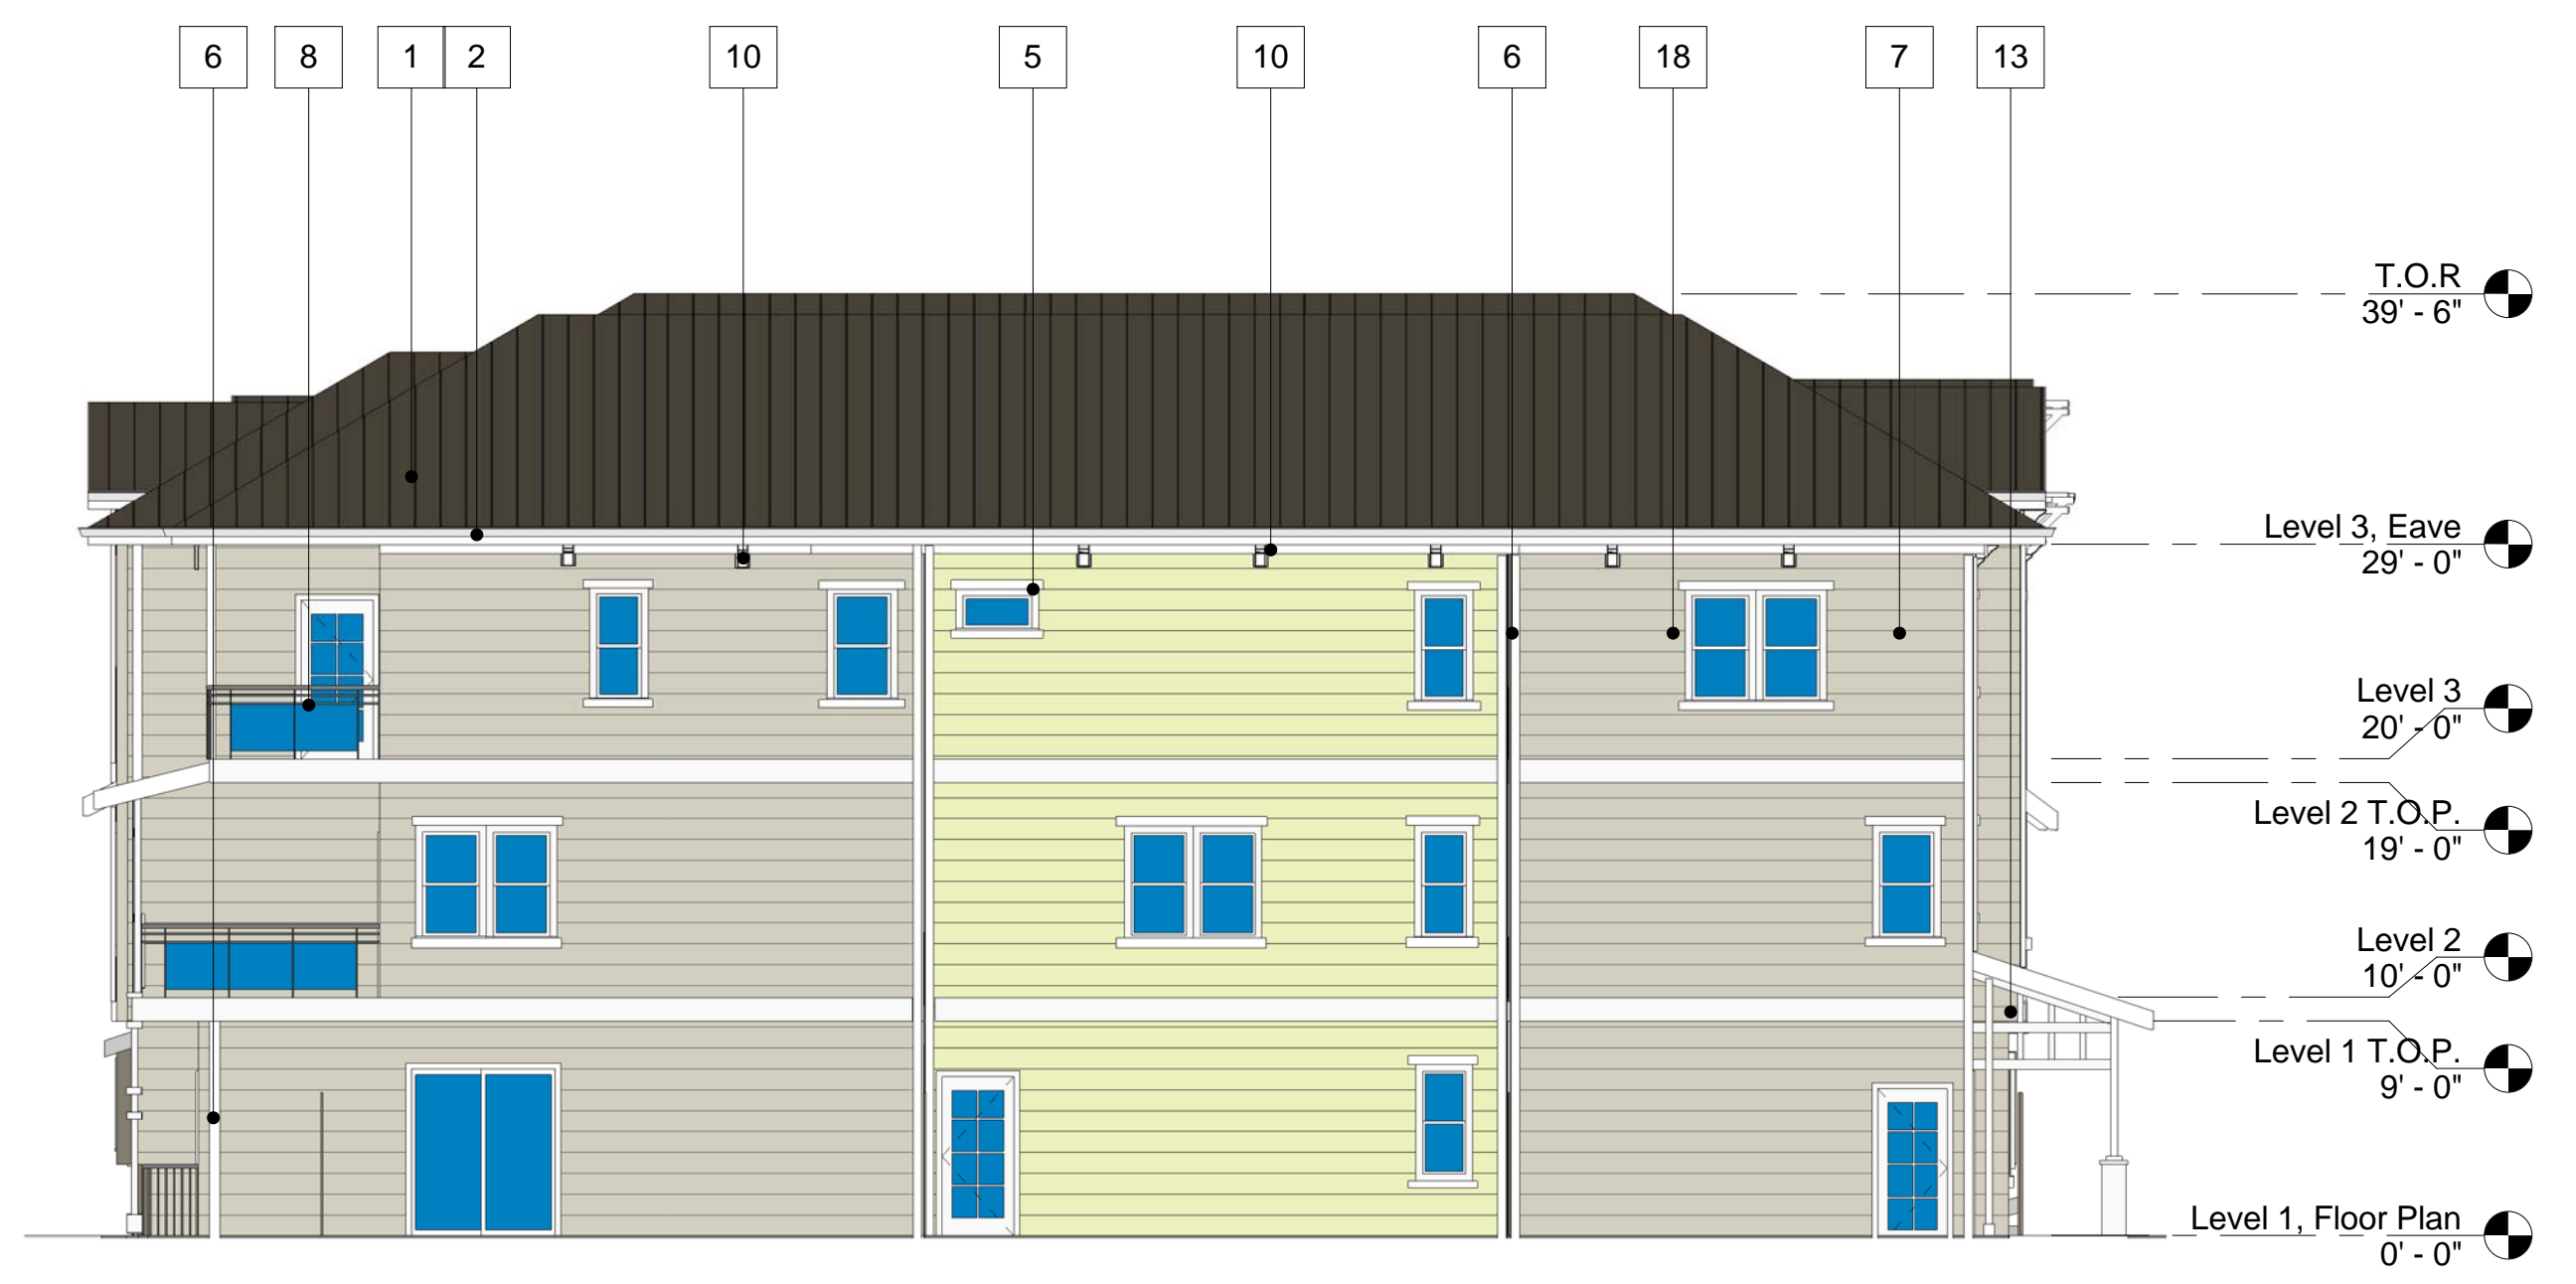 6 8 1 2 10 5 10 6 18 7 13
T.O.R
39' - 6"
Level 3, Eave
29' - 0"
Level 3
20' - 0"
Level 2 T.O.P.
19' - 0"
Level 2
10' - 0"
Level 1 T.O.P.
9' - 0"
Level 1, Floor Plan
0' - 0"